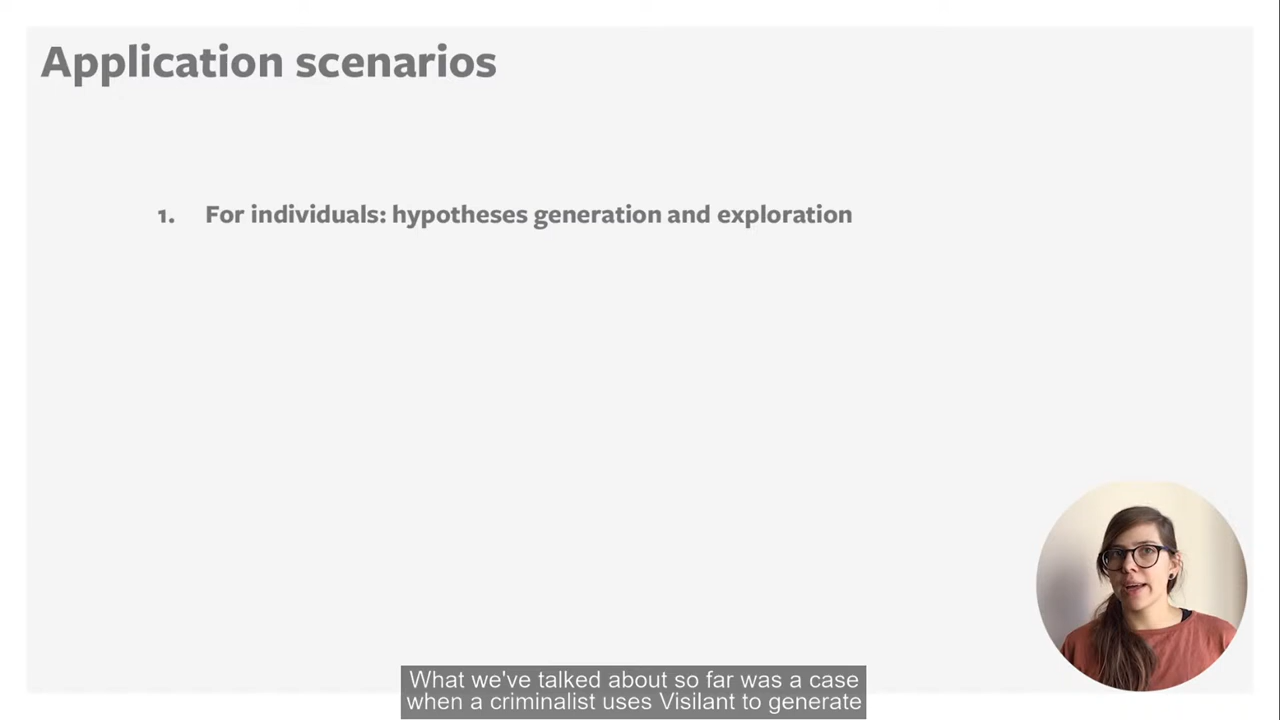 Application scenarios
1. For individuals: hypotheses generation and exploration
What we've talked about so far was a case
when a criminalist uses Visilant to generate